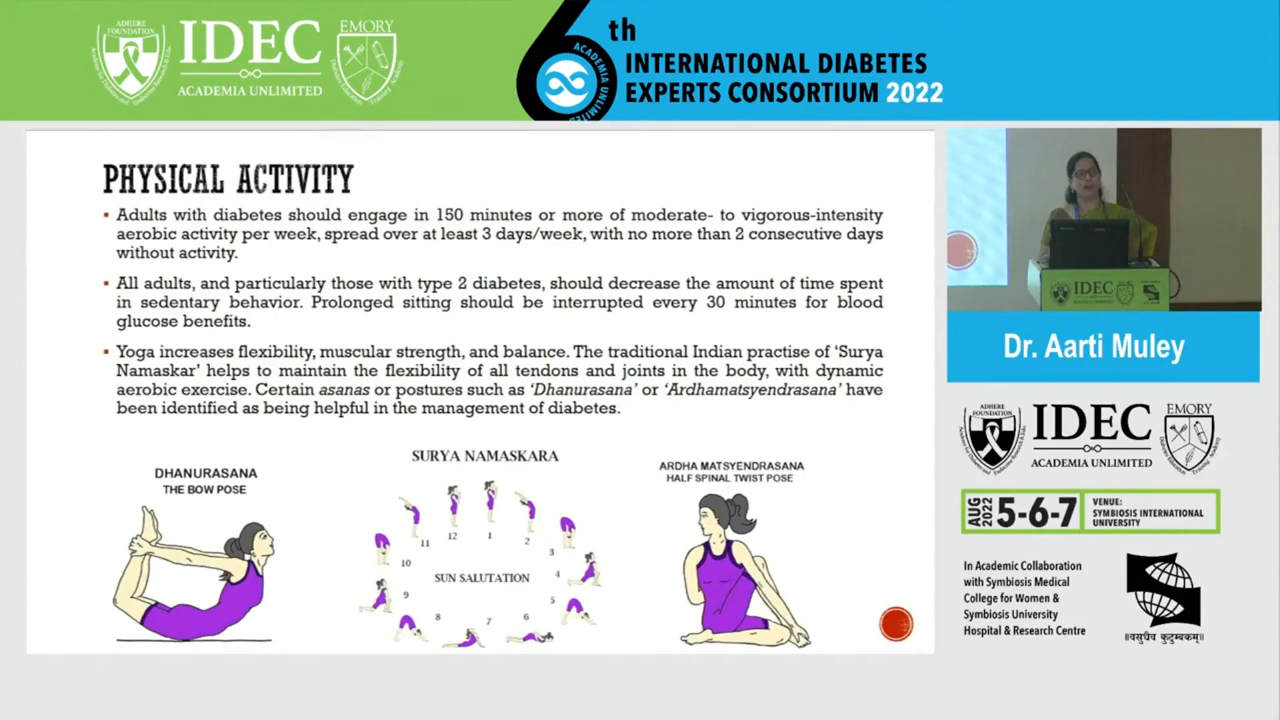 ADHERE
FOUNDATION
IDEC
ACADEMIA UNLIMITED
EMORY
6th
INTERNATIONAL DIABETES
EXPERTS CONSORTIUM 2022
ACADEMIA UNLIMITED
PHYSICAL ACTIVITY
▪ Adults with diabetes should engage in 150 minutes or more of moderate- to vigorous-intensity
aerobic activity per week, spread over at least 3 days/week, with no more than 2 consecutive days
without activity.
▪ All adults, and particularly those with type 2 diabetes, should decrease the amount of time spent
in sedentary behavior. Prolonged sitting should be interrupted every 30 minutes for blood
glucose benefits.
▪ Yoga increases flexibility, muscular strength, and balance. The traditional Indian practise of ‘Surya
Namaskar’ helps to maintain the flexibility of all tendons and joints in the body, with dynamic
aerobic exercise. Certain asanas or postures such as ‘Dhanurasana’ or ‘Ardhamatsyendrasana’ have
been identified as being helpful in the management of diabetes.
DHANURASANA
THE BOW POSE
SURYA NAMASKARA
1
2
3
4
5
6
7
8
9
10
11
12
SUN SALUTATION
ARDHA MATSYENDRASANA
HALF SPINAL TWIST POSE
IDEC
Dr. Aarti Muley
ADHERE
FOUNDATION
IDEC
ACADEMIA UNLIMITED
EMORY
AUG
2022
5-6-7
VENUE:
SYMBIOSIS INTERNATIONAL
UNIVERSITY
In Academic Collaboration
with Symbiosis Medical
College for Women &
Symbiosis University
Hospital & Research Centre
॥वसुधैव कुटुम्बकम्॥